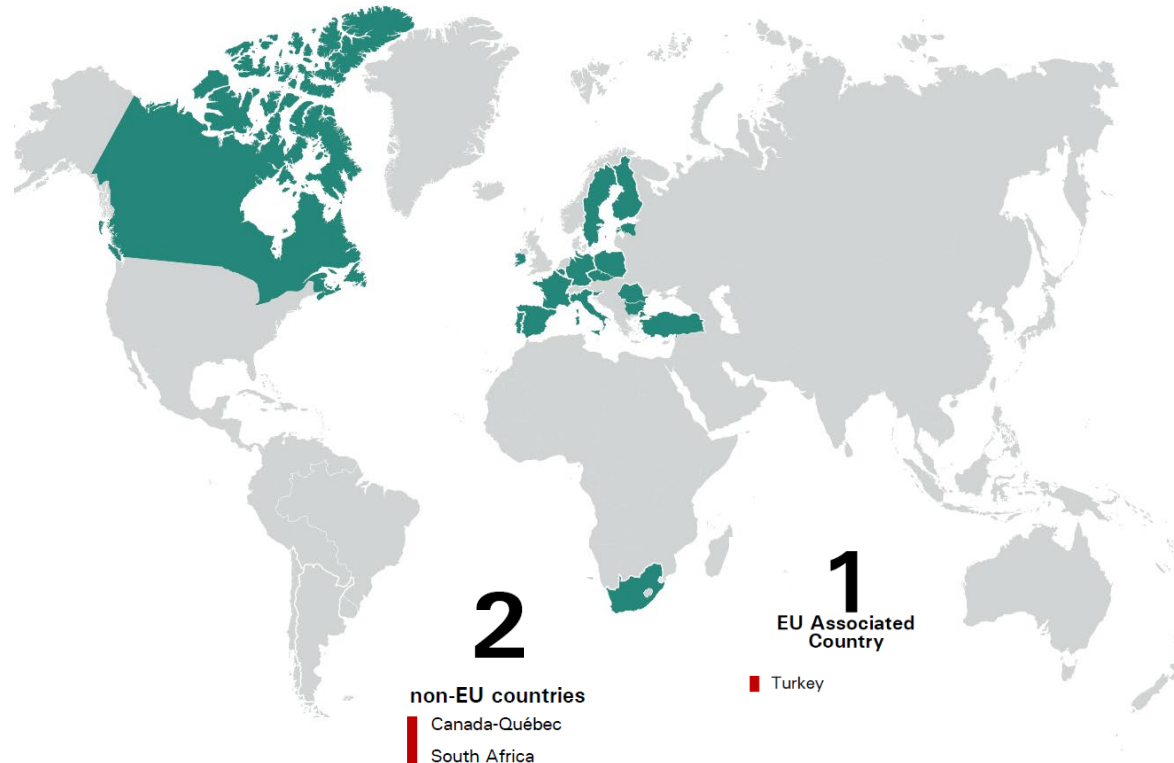 2
non-EU countries
Canada-Québec
South Africa
1
EU Associated
Country
Turkey